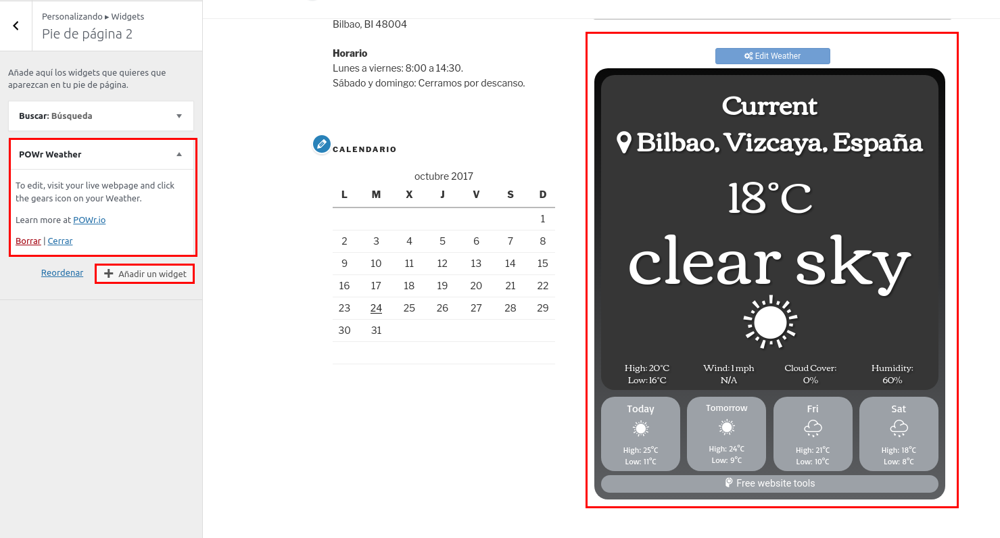 Personalizando ▸ Widgets
Pie de página 2
Añade aquí los widgets que quieres que
aparezcan en tu pie de página.
Buscar: Búsqueda
POWr Weather
To edit, visit your live webpage and click
the gears icon on your Weather.
Learn more at POWr.io
Borrar | Cerrar
Reordenar
Añadir un widget
Bilbao, BI 48004
Horario
Lunes a viernes: 8:00 a 14:30.
Sábado y domingo: Cerramos por descanso.
CALENDARIO
octubre 2017
L M X J V S D
1
2 3 4 5 6 7 8
9 10 11 12 13 14 15
16 17 18 19 20 21 22
23 24 25 26 27 28 29
30 31
Edit Weather
Current
Bilbao, Vizcaya, España
18°C
clear sky
High: 20°C Wind: 1 mph Cloud Cover: Humidity:
Low: 16°C N/A 0% 60%
Today Tomorrow Fri Sat
High: 25°C High: 24°C High: 21°C High: 18°C
Low: 11°C Low: 9°C Low: 10°C Low: 8°C
Free website tools